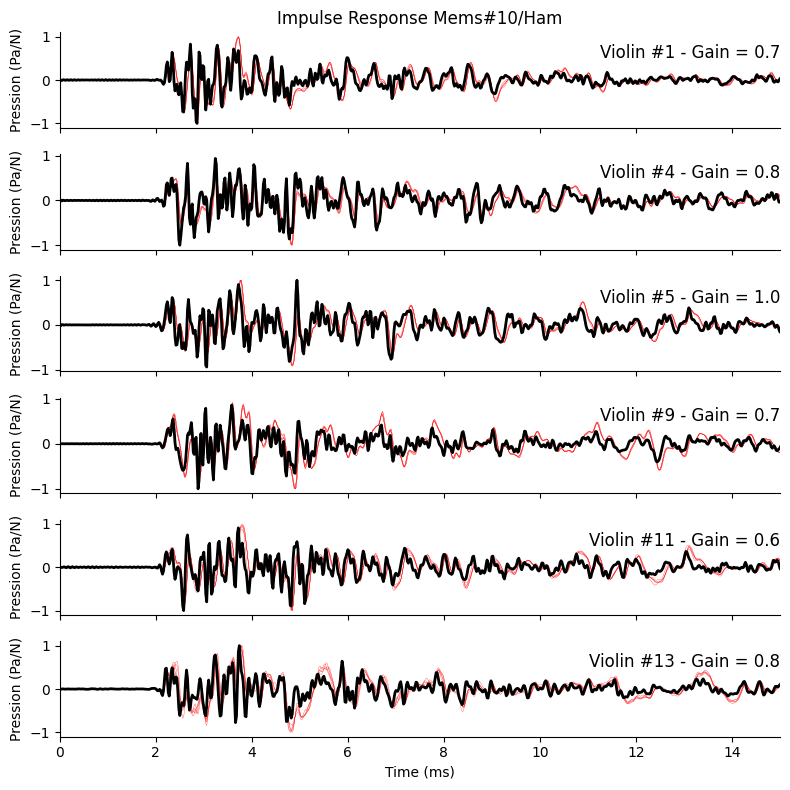 Impulse Response Mems#10/Ham
Pression (Pa/N)
1
0
−1
Violin #1 - Gain = 0.7
Pression (Pa/N)
1
0
−1
Violin #4 - Gain = 0.8
Pression (Pa/N)
1
0
−1
Violin #5 - Gain = 1.0
Pression (Pa/N)
1
0
−1
Violin #9 - Gain = 0.7
Pression (Pa/N)
1
0
−1
Violin #11 - Gain = 0.6
Pression (Pa/N)
1
0
−1
Violin #13 - Gain = 0.8
0 2 4 6 8 10 12 14
Time (ms)